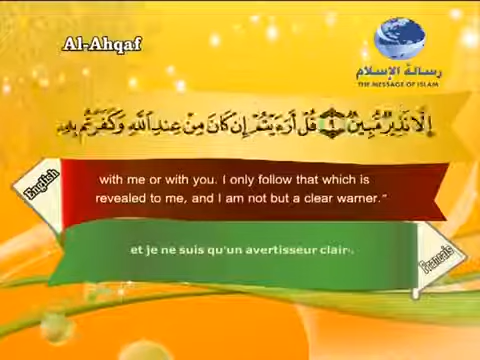 Al-Ahqaf
رسالة الإسلام
THE MESSAGE OF ISLAM
إِلَّا نَذِيرٌ مُّبِينٌ ٩ قُلْ أَرَءَيْتُمْ إِن كَانَ مِنْ عِندِ ٱللَّهِ وَكَفَرْتُم بِهِۦ
English
with me or with you. I only follow that which is
revealed to me, and I am not but a clear warner."
et je ne suis qu'un avertisseur clair».
Francais